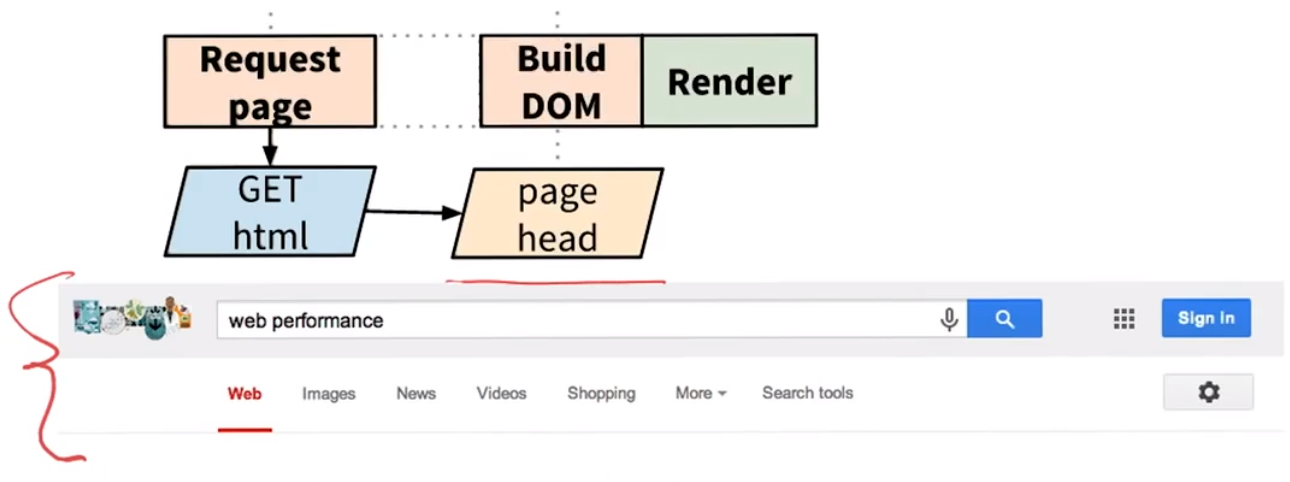 Request
page
Build
DOM
Render
GET
html
page
head
web performance
Sign in
Web Images News Videos Shopping More Search tools